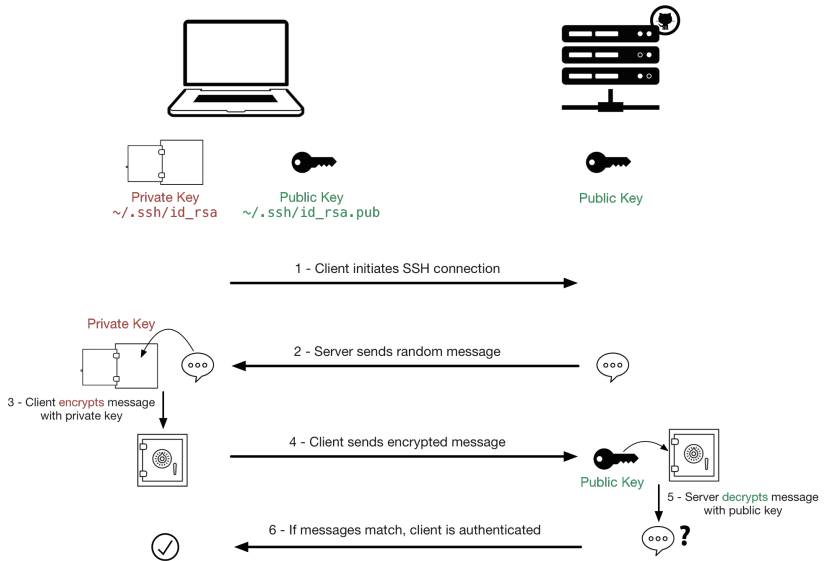 Private Key
~/.ssh/id_rsa
Public Key
~/.ssh/id_rsa.pub
Public Key
1 - Client initiates SSH connection
Private Key
2 - Server sends random message
3 - Client encrypts message
with private key
4 - Client sends encrypted message
Public Key
5 - Server decrypts message
with public key
6 - If messages match, client is authenticated
?